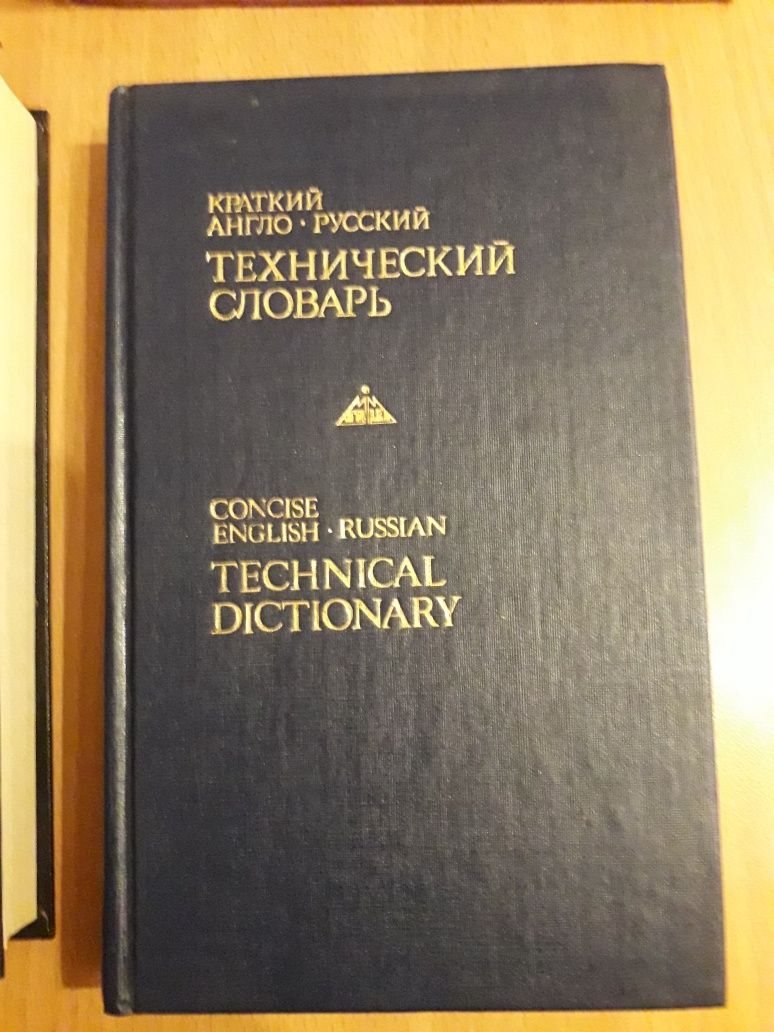 КРАТКИЙ
АНГЛО · РУССКИЙ
ТЕХНИЧЕСКИЙ
СЛОВАРЬ
CONCISE
ENGLISH · RUSSIAN
TECHNICAL
DICTIONARY